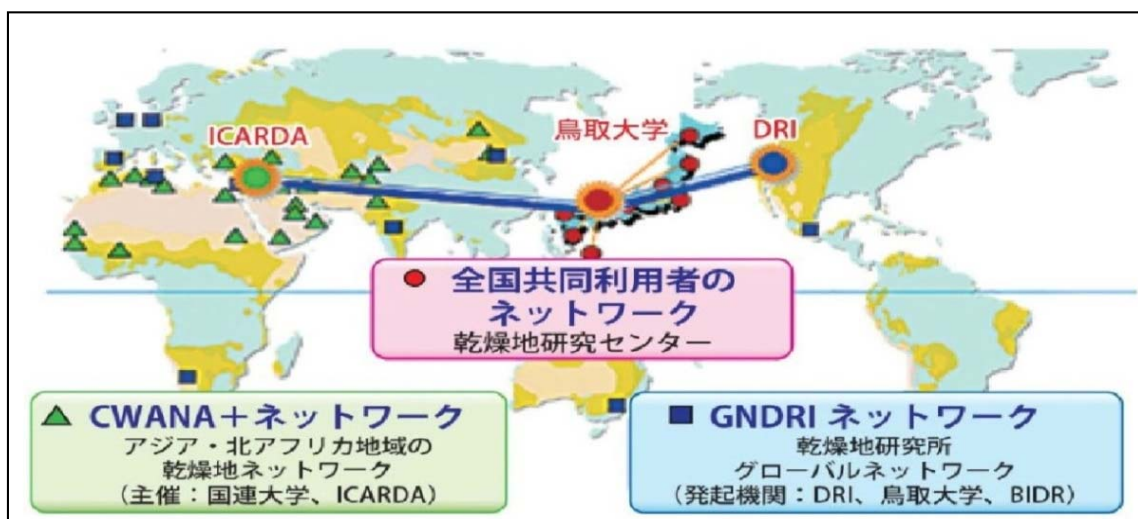 ICARDA
鳥取大学
DRI
全国共同利用者の
ネットワーク
乾燥地研究センター
CWANA+ネットワーク
アジア・北アフリカ地域の
乾燥地ネットワーク
(主催:国連大学、ICARDA)
GNDRI ネットワーク
乾燥地研究所
グローバルネットワーク
(発起機関:DRI、鳥取大学、BIDR)